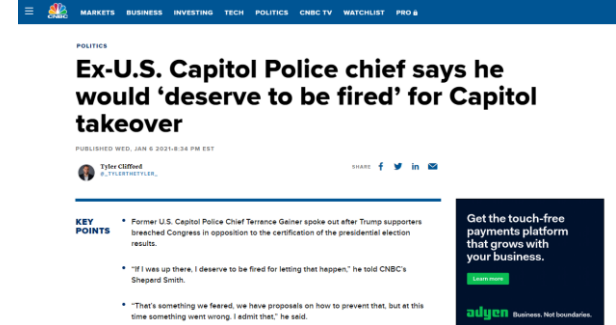 CNBC
MARKETS BUSINESS INVESTING TECH POLITICS CNBC TV WATCHLIST PRO
POLITICS
Ex-U.S. Capitol Police chief says he
would ‘deserve to be fired’ for Capitol
takeover
PUBLISHED WED, JAN 6 2021 8:34 PM EST
Tyler Clifford
@_TYLERTHETYLER_
SHARE
KEY
POINTS
• Former U.S. Capitol Police Chief Terrance Gainer spoke out after Trump supporters
breached Congress in opposition to the certification of the presidential election
results.
• “If I was up there, I deserve to be fired for letting that happen,” he told CNBC’s
Shepard Smith.
• “That’s something we feared, we have proposals on how to prevent that, but at this
time something went wrong. I admit that,” he said.
Get the touch-free
payments platform
that grows with
your business.
Learn more
adyen Business. Not boundaries.